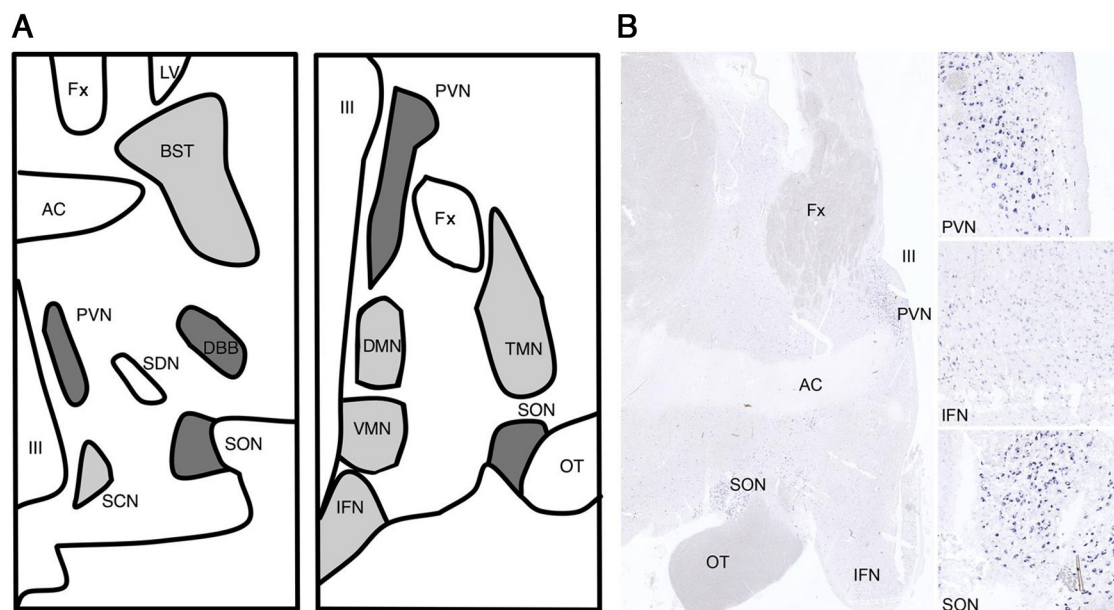 A
Fx
LV
BST
AC
PVN
DBB
SDN
III
SON
SCN
III
PVN
Fx
DMN
TMN
SON
VMN
OT
IFN
B
Fx
III
PVN
AC
SON
OT
IFN
PVN
IFN
SON